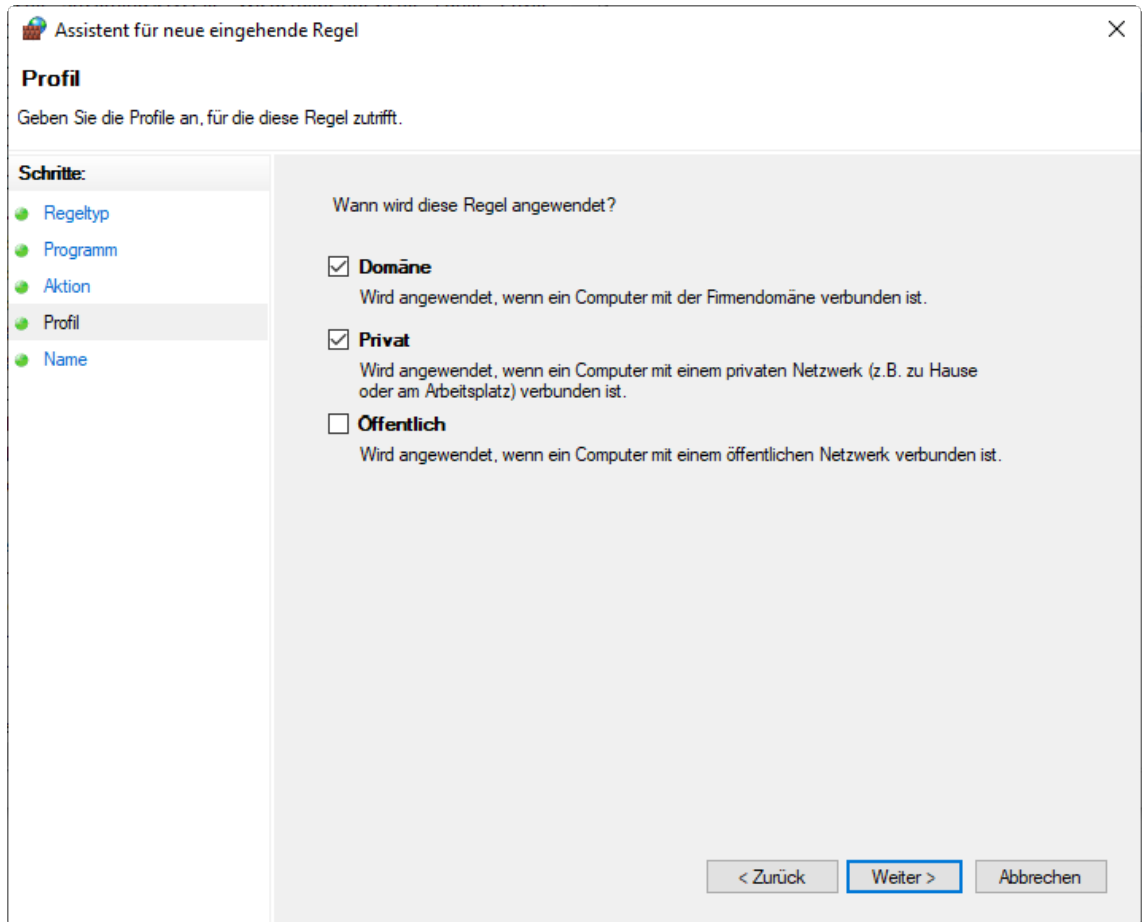 Assistent für neue eingehende Regel
Profil
Geben Sie die Profile an, für die diese Regel zutrifft.
Schritte:
Regeltyp
Programm
Aktion
Profil
Name
Wann wird diese Regel angewendet?
Domäne
Wird angewendet, wenn ein Computer mit der Firmendomäne verbunden ist.
Privat
Wird angewendet, wenn ein Computer mit einem privaten Netzwerk (z.B. zu Hause
oder am Arbeitsplatz) verbunden ist.
Öffentlich
Wird angewendet, wenn ein Computer mit einem öffentlichen Netzwerk verbunden ist.
< Zurück
Weiter >
Abbrechen